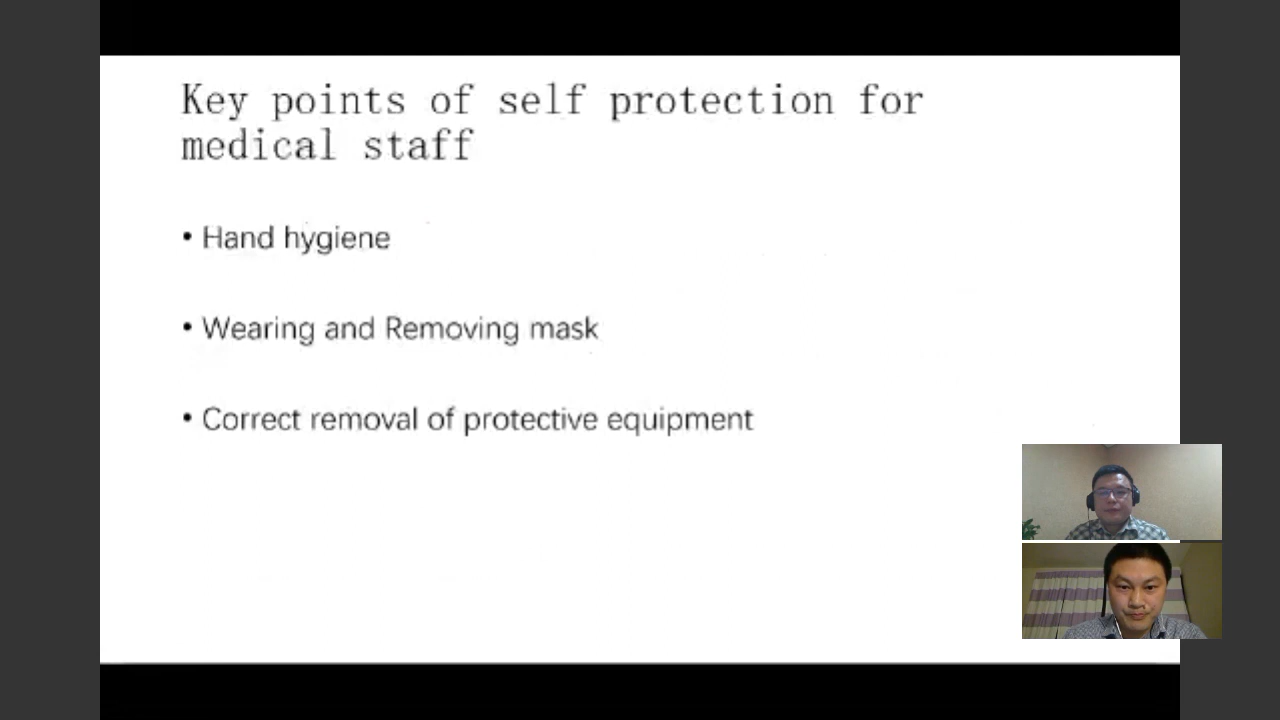 Key points of self protection for
medical staff
• Hand hygiene
• Wearing and Removing mask
• Correct removal of protective equipment